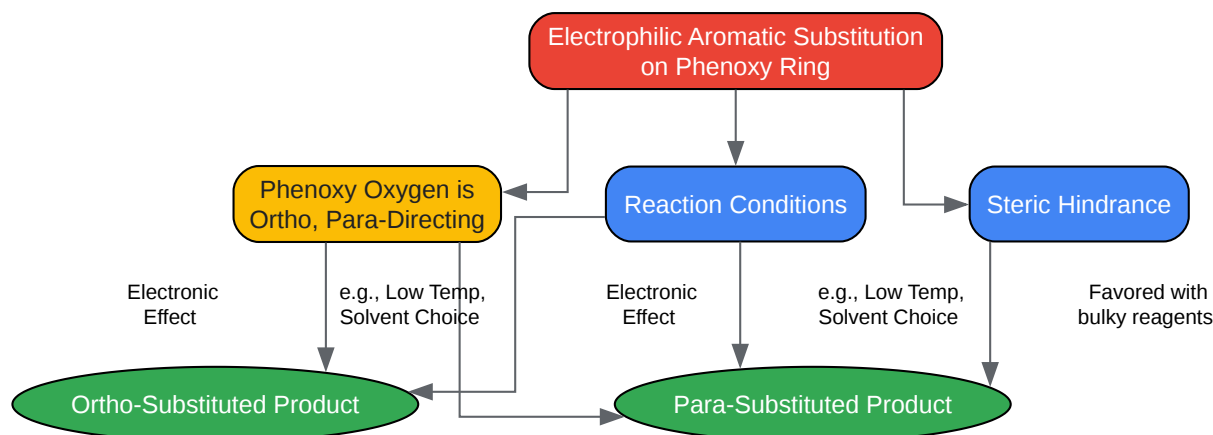 Electrophilic Aromatic Substitution
on Phenoxy Ring
Phenoxy Oxygen is
Ortho, Para-Directing
Reaction Conditions
Steric Hindrance
Electronic
Effect
e.g., Low Temp,
Solvent Choice
Electronic
Effect
e.g., Low Temp,
Solvent Choice
Favored with
bulky reagents
Ortho-Substituted Product
Para-Substituted Product